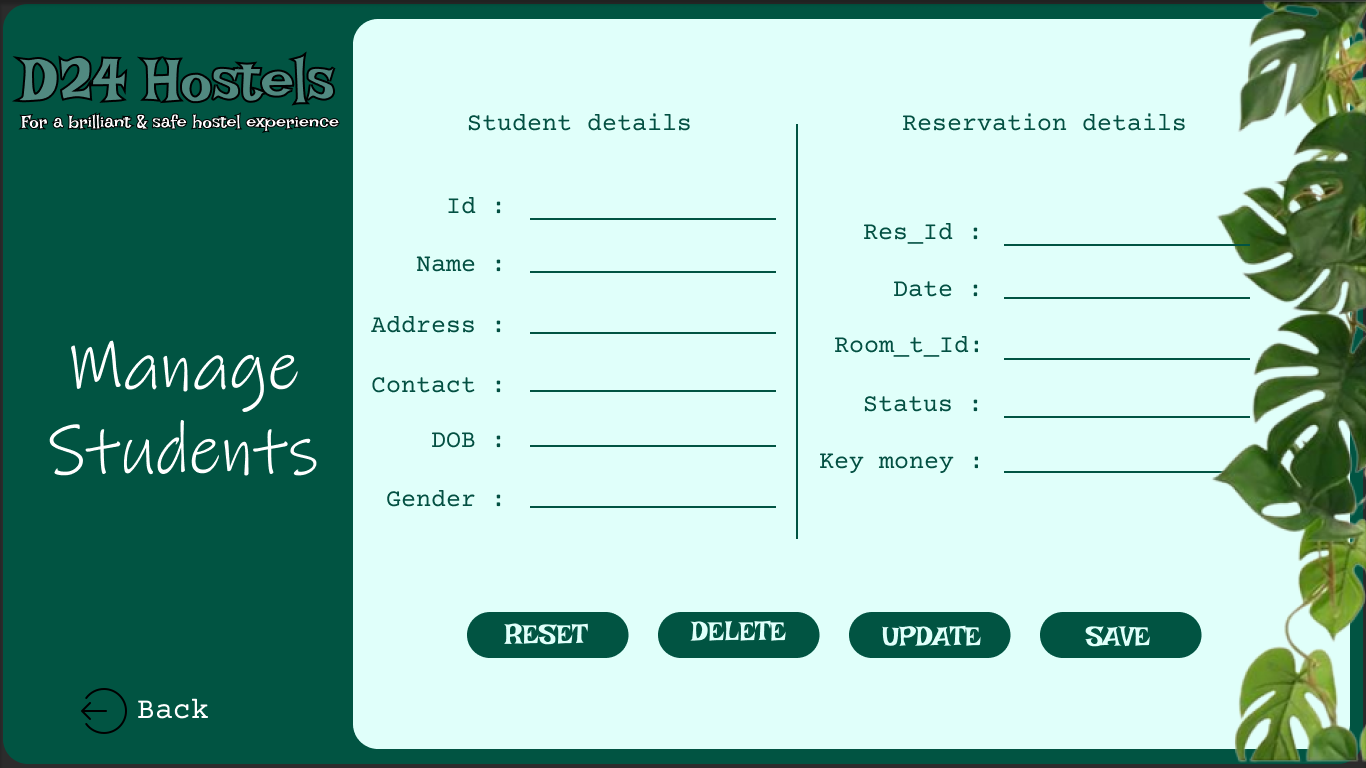 D24 Hostels
For a brilliant & safe hostel experience
Manage
Students
Back
Student details
Id :
Name :
Address :
Contact :
DOB :
Gender :
Reservation details
Res_Id :
Date :
Room_t_Id:
Status :
Key money :
RESET
DELETE
UPDATE
SAVE